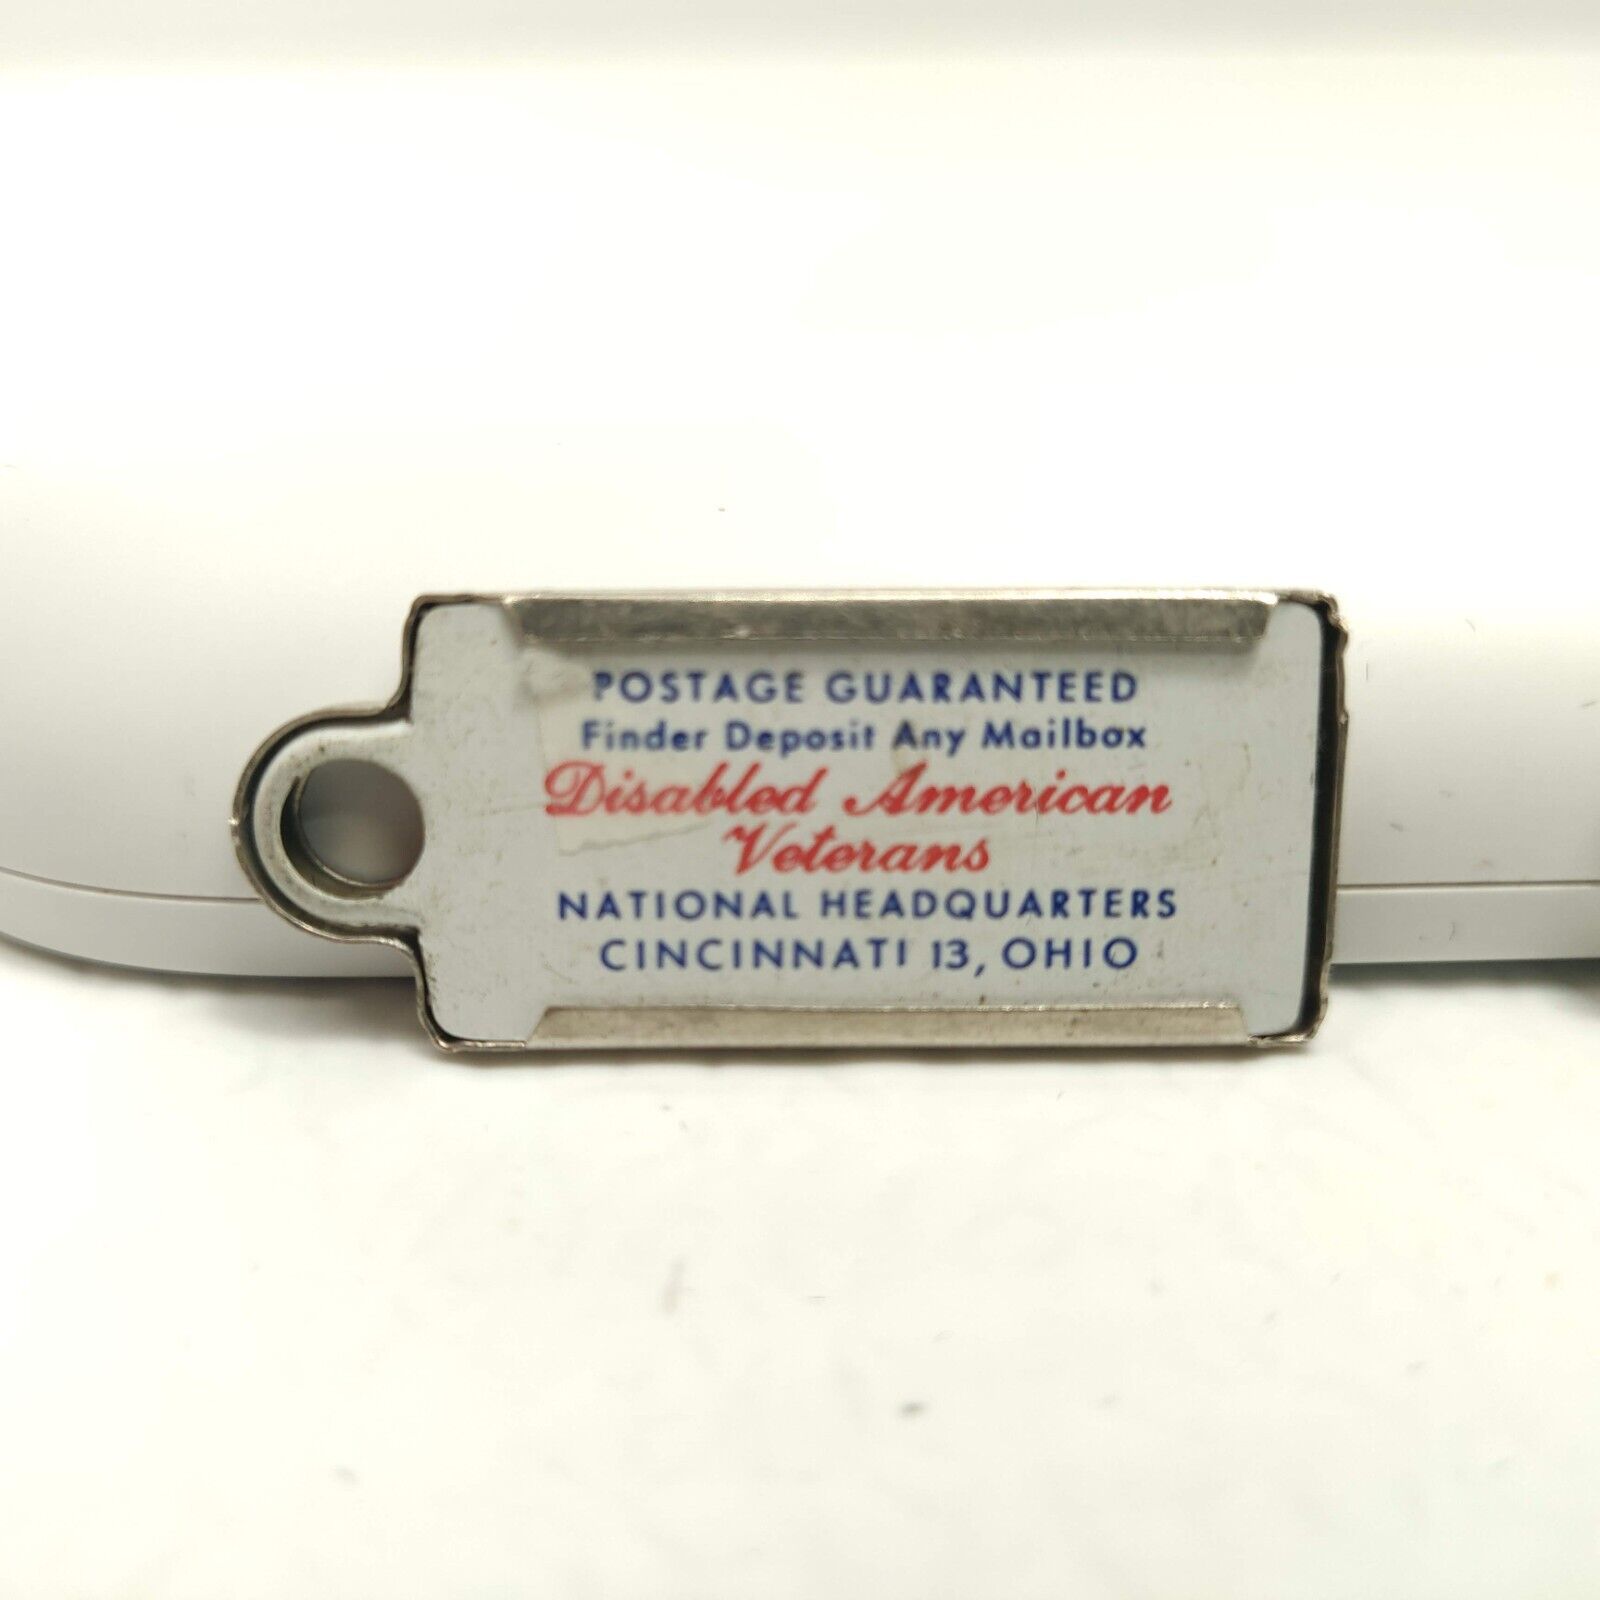 POSTAGE GUARANTEED
Finder Deposit Any Mailbox
Disabled American
Veterans
NATIONAL HEADQUARTERS
CINCINNATI 13, OHIO